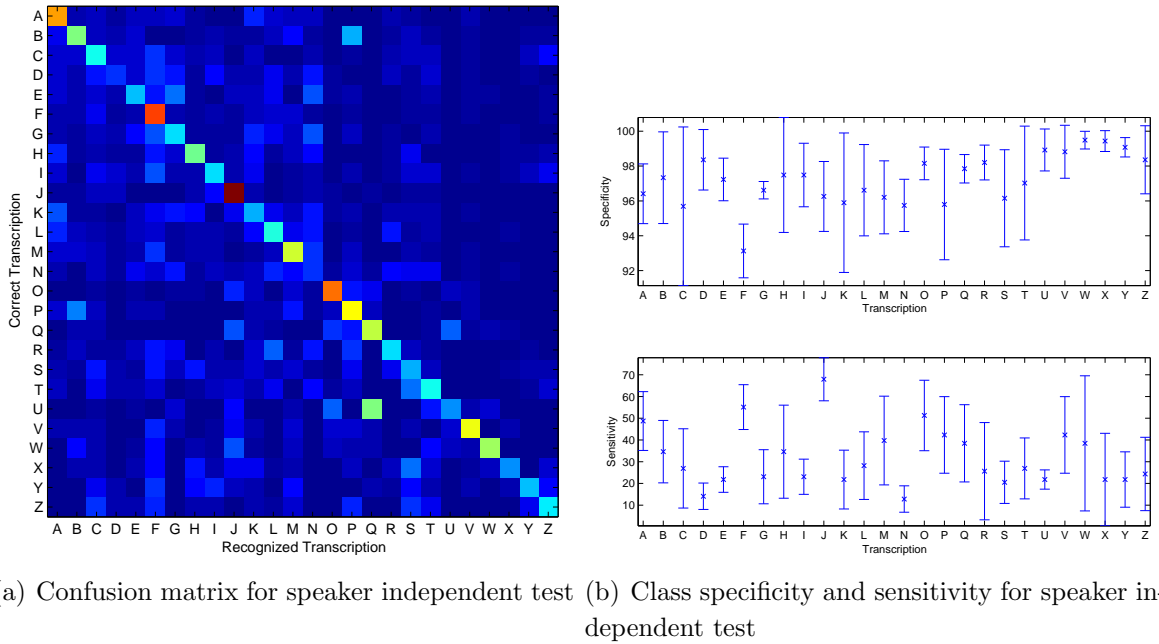 A
B
C
D
E
F
G
H
I
J
K
L
M
N
O
P
Q
R
S
T
U
V
W
X
Y
Z
Correct Transcription
A B C D E F G H I J K L M N O P Q R S T U V W X Y Z
Recognized Transcription
100
98
96
94
92
Specificity
A B C D E F G H I J K L M N O P Q R S T U V W X Y Z
Transcription
70
60
50
40
30
20
10
Sensitivity
A B C D E F G H I J K L M N O P Q R S T U V W X Y Z
Transcription
a) Confusion matrix for speaker independent test
(b) Class specificity and sensitivity for speaker in-
dependent test